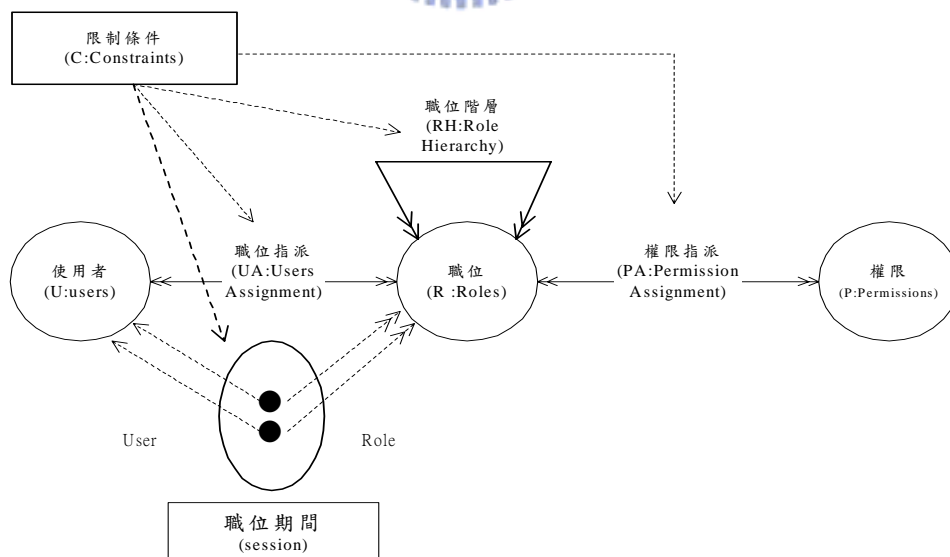 限制條件
(C:Constraints)
職位階層
(RH:Role
Hierarchy)
使用者
(U:users)
職位指派
(UA:Users
Assignment)
職位
(R :Roles)
權限指派
(PA:Permission
Assignment)
權限
(P:Permissions)
User
Role
職位期間
(session)